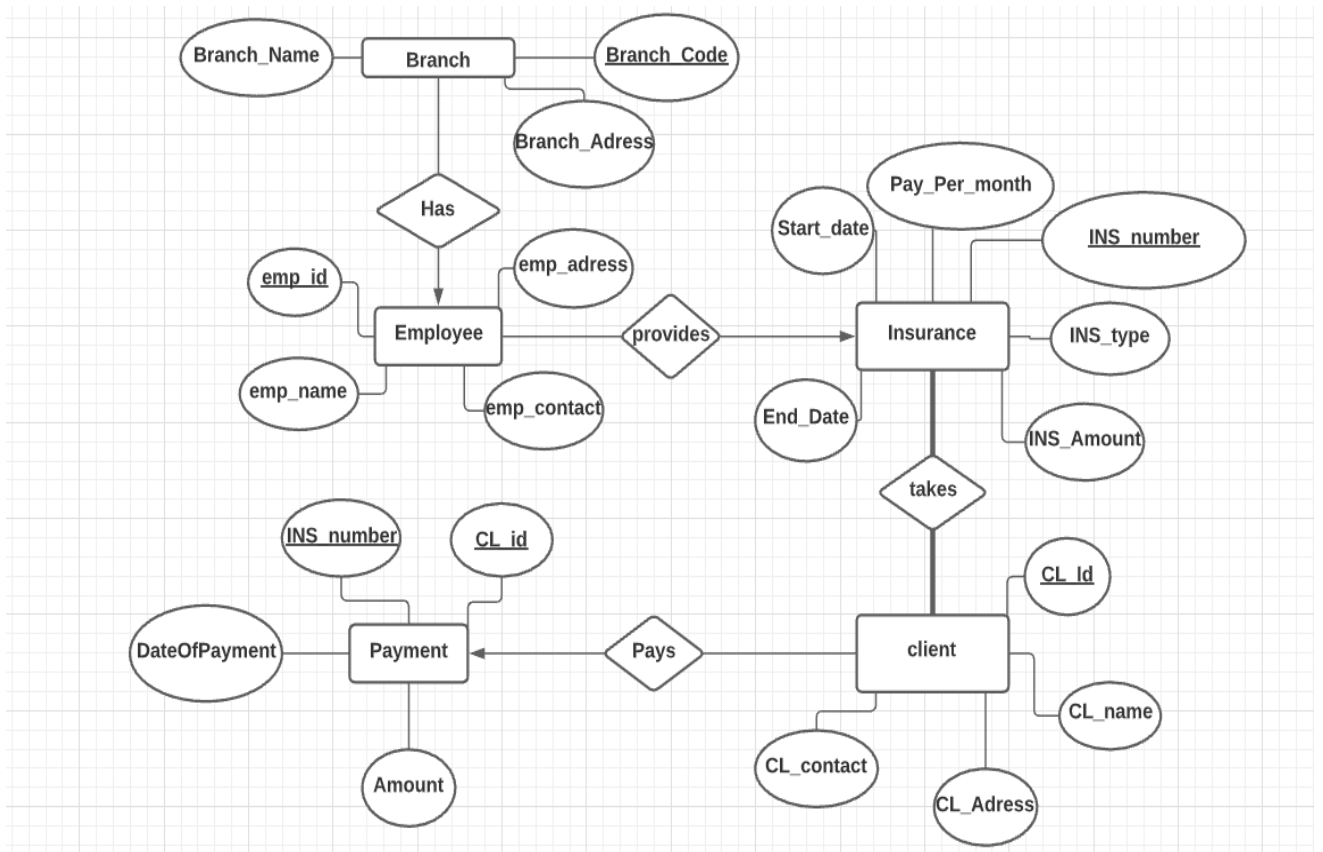 Branch_Name
Branch
Branch_Code
Branch_Adress
Has
Pay_Per_month
Start_date
INS_number
emp_id
emp_adress
Employee
provides
Insurance
INS_type
emp_name
emp_contact
End_Date
INS_Amount
takes
INS_number
CL_id
CL_Id
DateOfPayment
Payment
Pays
client
CL_name
CL_contact
Amount
CL_Adress